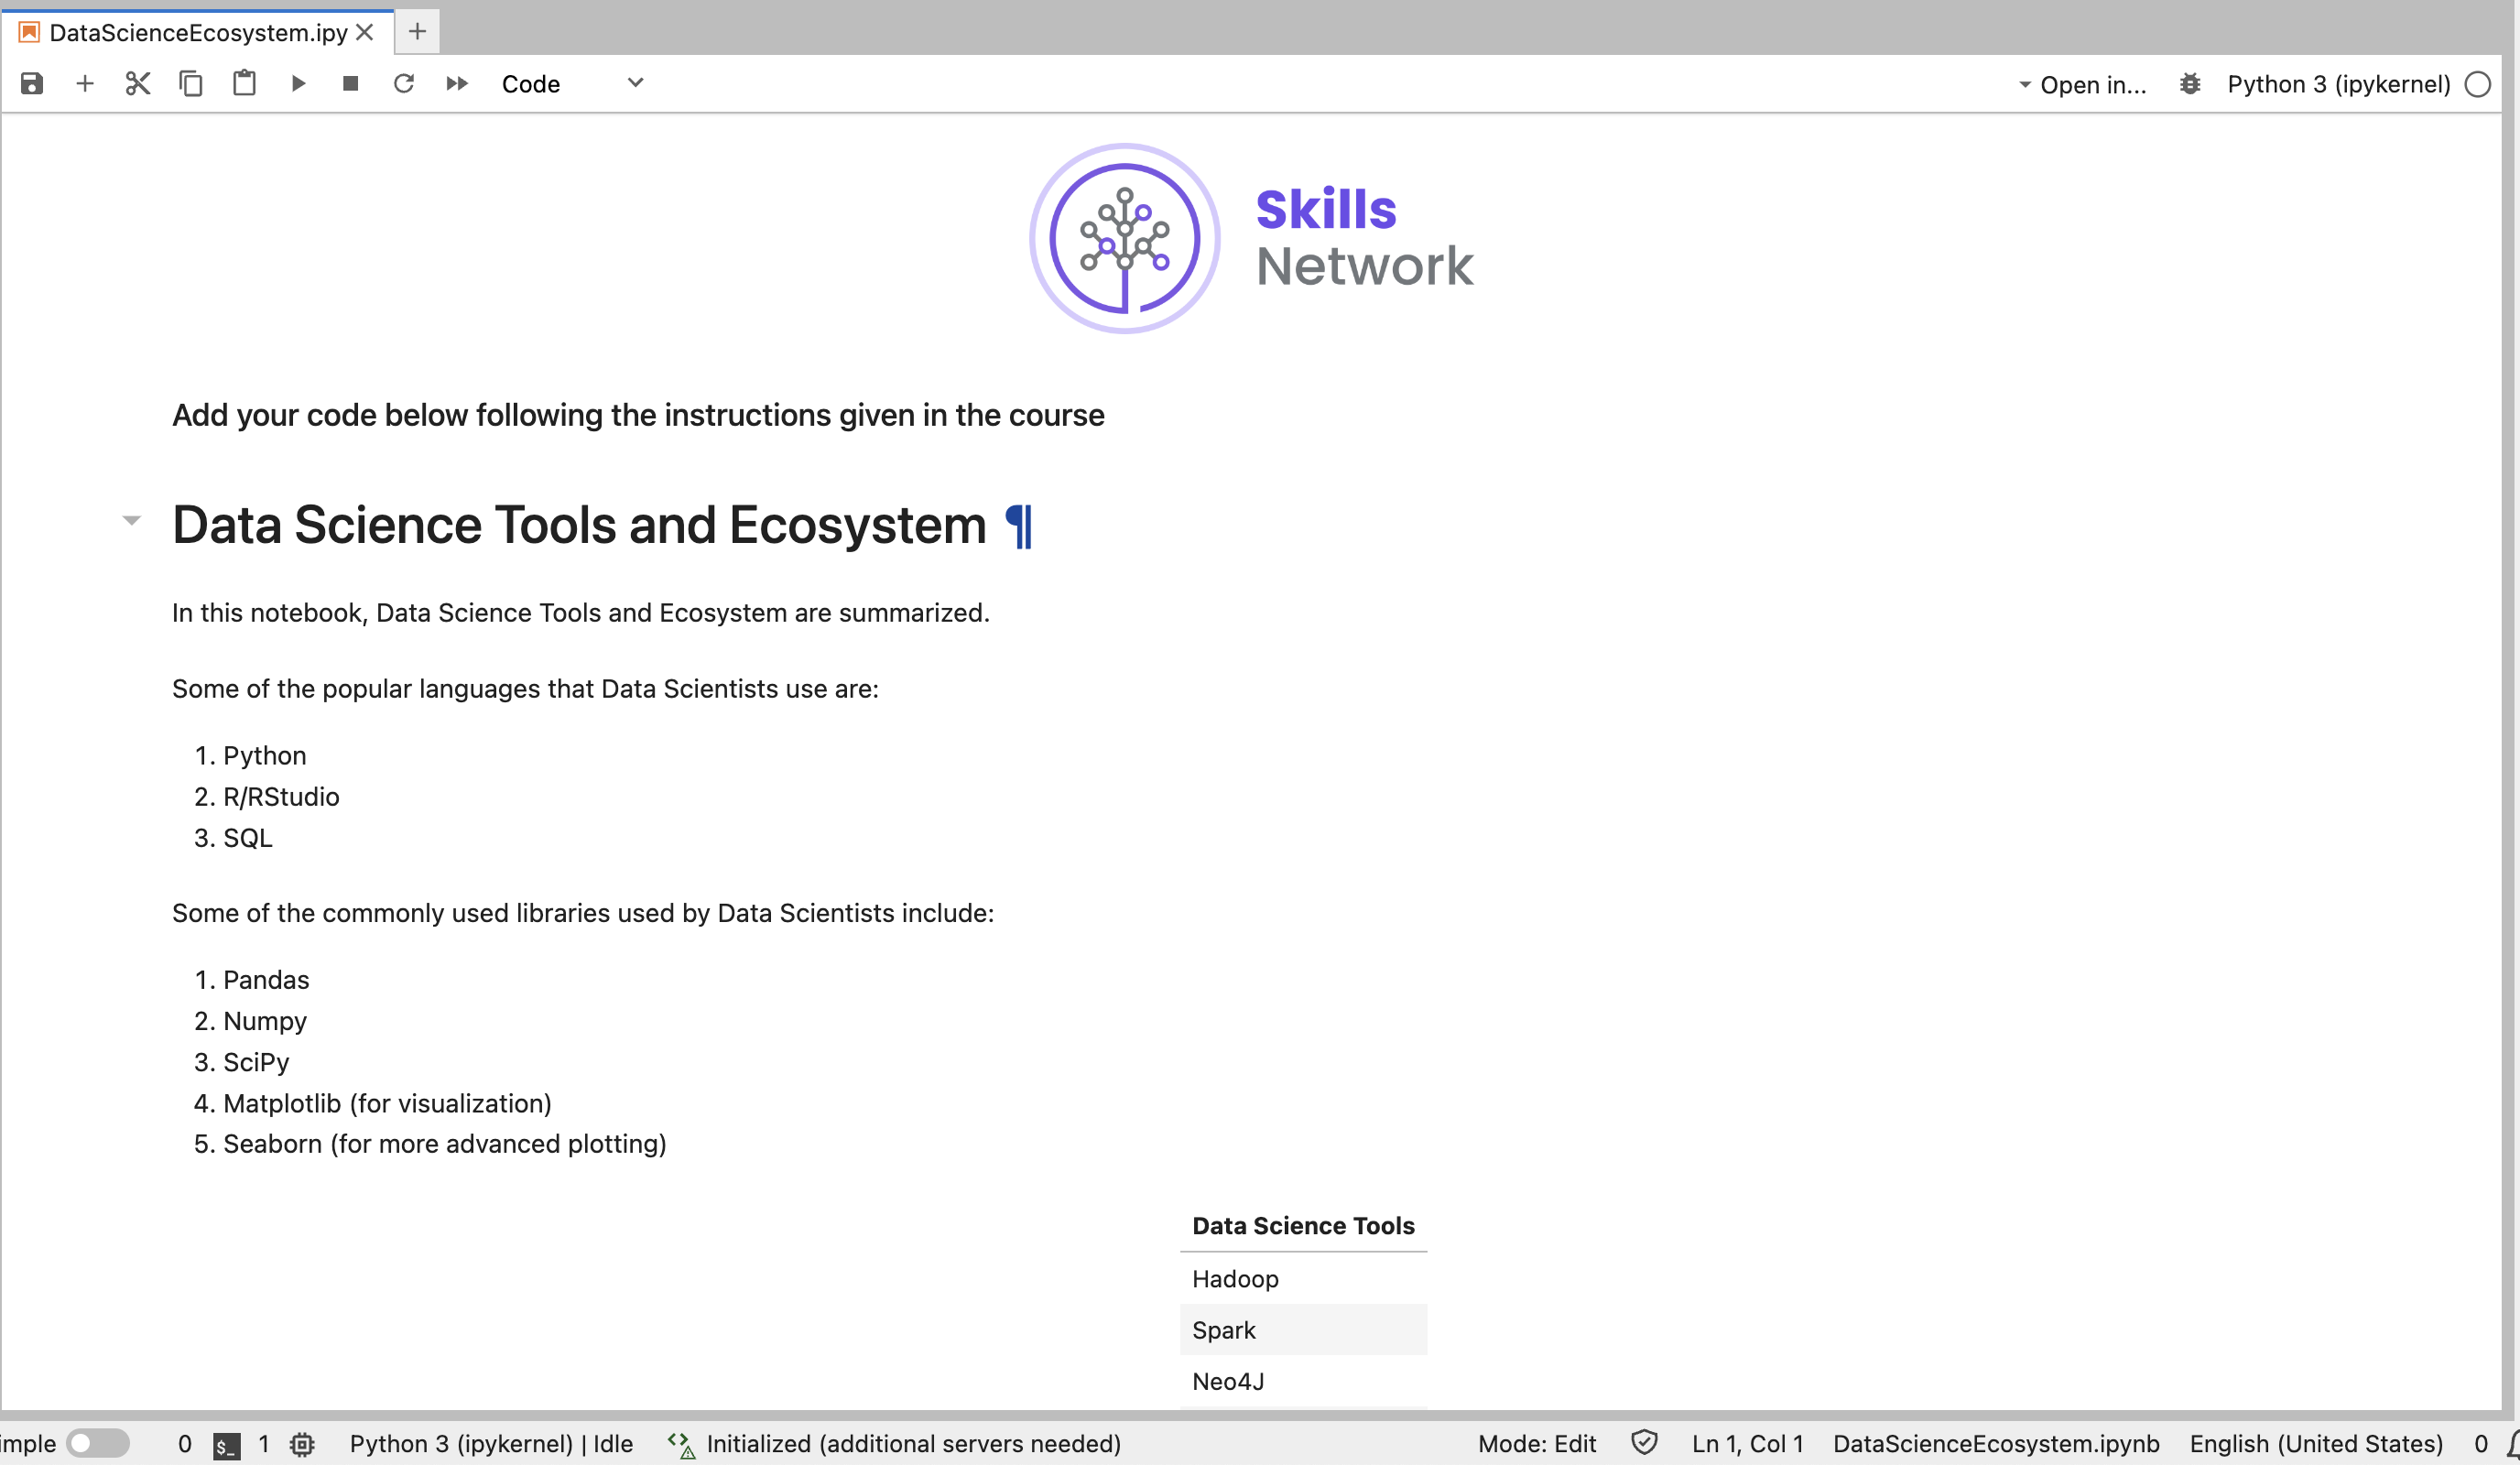 DataScienceEcosystem.ipy
Code
Open in...
Python 3 (ipykernel)
Skills
Network
Add your code below following the instructions given in the course
Data Science Tools and Ecosystem ¶
In this notebook, Data Science Tools and Ecosystem are summarized.
Some of the popular languages that Data Scientists use are:
1. Python
2. R/RStudio
3. SQL
Some of the commonly used libraries used by Data Scientists include:
1. Pandas
2. Numpy
3. SciPy
4. Matplotlib (for visualization)
5. Seaborn (for more advanced plotting)
Data Science Tools
Hadoop
Spark
Neo4J
imple 0 $_ 1 Python 3 (ipykernel) | Idle Initialized (additional servers needed) Mode: Edit Ln 1, Col 1 DataScienceEcosystem.ipynb English (United States) 0